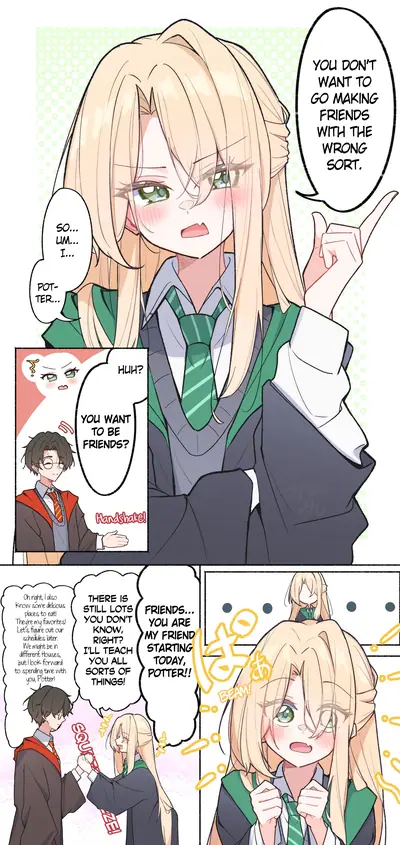 YOU DON'T
WANT TO
GO MAKING
FRIENDS
WITH THE
WRONG
SORT.
SO...
UM...
I...
POT-
TER...
HUH?
YOU WANT
TO BE
FRIENDS?
Handshake!
ぱぁ
BEAM!
FRIENDS...
YOU ARE
MY FRIEND
STARTING
TODAY,
POTTER!!
THERE IS
STILL LOTS
YOU DON'T
KNOW,
RIGHT?
I'LL TEACH
YOU ALL
SORTS OF
THINGS!
Oh right, I also
know some delicious
places to eat!
They're my favorites!
Let's figure out our
schedules later.
We might be in
different Houses,
but I look forward
to spending time with
you, Potter!
SQUEEZE!